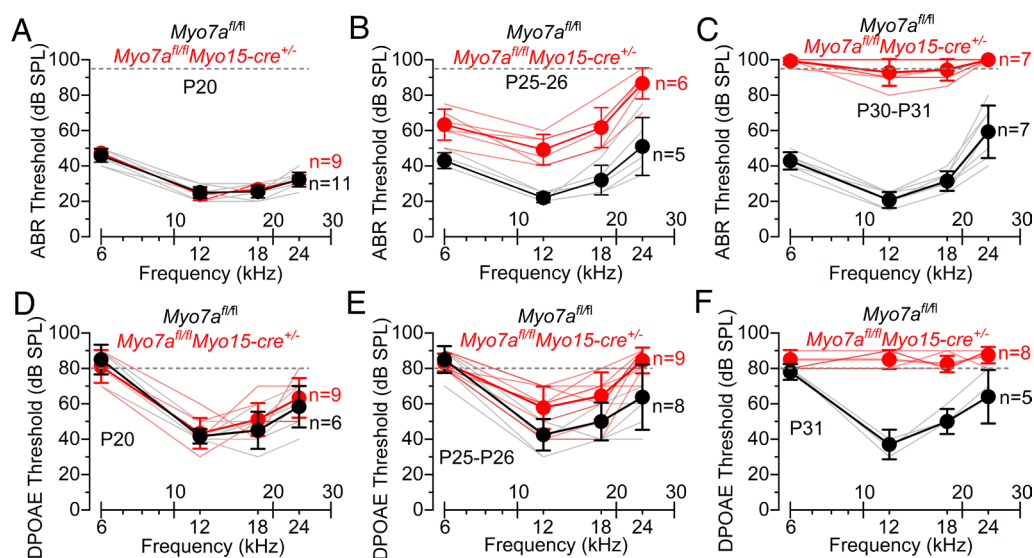 A
Myo7a^fl/fl
Myo7a^fl/fl Myo15-cre^+/-
P20
ABR Threshold (dB SPL)
100
80
60
40
20
0
n=9
n=11
10
20
30
6
12
18
24
Frequency (kHz)
B
Myo7a^fl/fl
Myo7a^fl/fl Myo15-cre^+/-
P25-26
ABR Threshold (dB SPL)
100
80
60
40
20
0
n=6
n=5
10
20
30
6
12
18
24
Frequency (kHz)
C
Myo7a^fl/fl
Myo7a^fl/fl Myo15-cre^+/-
P30-P31
ABR Threshold (dB SPL)
100
80
60
40
20
0
n=7
n=7
10
20
30
6
12
18
24
Frequency (kHz)
D
Myo7a^fl/fl
Myo7a^fl/fl Myo15-cre^+/-
P20
DPOAE Threshold (dB SPL)
100
80
60
40
20
0
n=9
n=6
10
20
30
6
12
18
24
Frequency (kHz)
E
Myo7a^fl/fl
Myo7a^fl/fl Myo15-cre^+/-
P25-P26
DPOAE Threshold (dB SPL)
100
80
60
40
20
0
n=9
n=8
10
20
30
6
12
18
24
Frequency (kHz)
F
Myo7a^fl/fl
Myo7a^fl/fl Myo15-cre^+/-
P31
DPOAE Threshold (dB SPL)
100
80
60
40
20
0
n=8
n=5
10
20
30
6
12
18
24
Frequency (kHz)